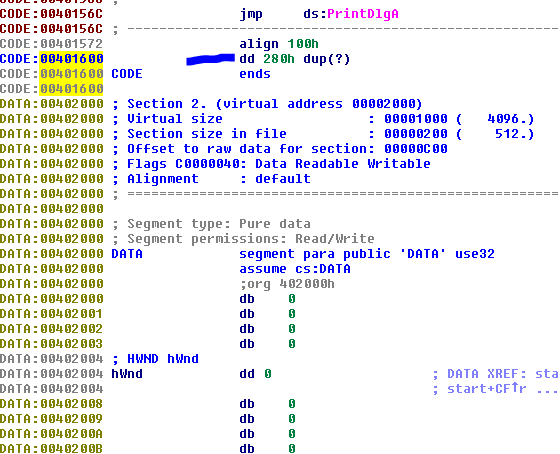 CODE:0040156C ;
CODE:0040156C jmp ds:PrintDlgA
CODE:0040156C ; ---------------------------------------------------------
CODE:00401572 align 100h
CODE:00401600 dd 280h dup(?)
CODE:00401600 CODE ends
CODE:00401600
DATA:00402000 ; Section 2. (virtual address 00002000)
DATA:00402000 ; Virtual size : 00001000 ( 4096.)
DATA:00402000 ; Section size in file : 00000200 ( 512.)
DATA:00402000 ; Offset to raw data for section: 00000C00
DATA:00402000 ; Flags C0000040: Data Readable Writable
DATA:00402000 ; Alignment : default
DATA:00402000 ; =========================================================
DATA:00402000
DATA:00402000 ; Segment type: Pure data
DATA:00402000 ; Segment permissions: Read/Write
DATA:00402000 DATA segment para public 'DATA' use32
DATA:00402000 assume cs:DATA
DATA:00402000 ;org 402000h
DATA:00402000 db 0
DATA:00402001 db 0
DATA:00402002 db 0
DATA:00402003 db 0
DATA:00402004 ; HWND hWnd
DATA:00402004 hWnd dd 0 ; DATA XREF: sta
DATA:00402004 ; start+CF↑r ...
DATA:00402008 db 0
DATA:00402009 db 0
DATA:0040200A db 0
DATA:0040200B db 0